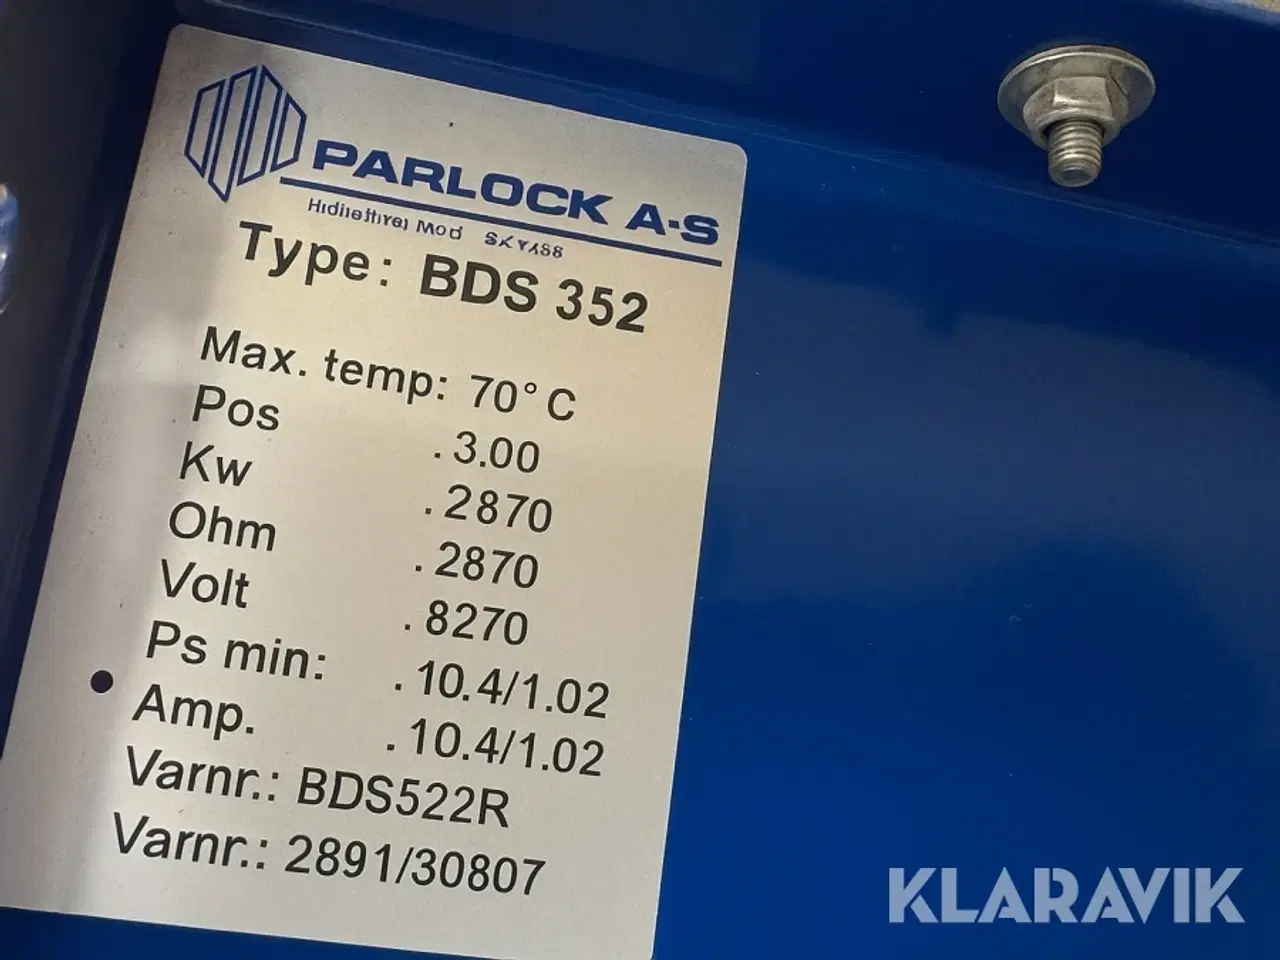 PARLOCK A-S
Type: BDS 352
Max. temp: 70° C
Pos .3.00
Kw .2870
Ohm .2870
Volt .8270
Ps min: .10.4/1.02
Amp. .10.4/1.02
Varnr.: BDS522R
Varnr.: 2891/30807
KLARAVIK